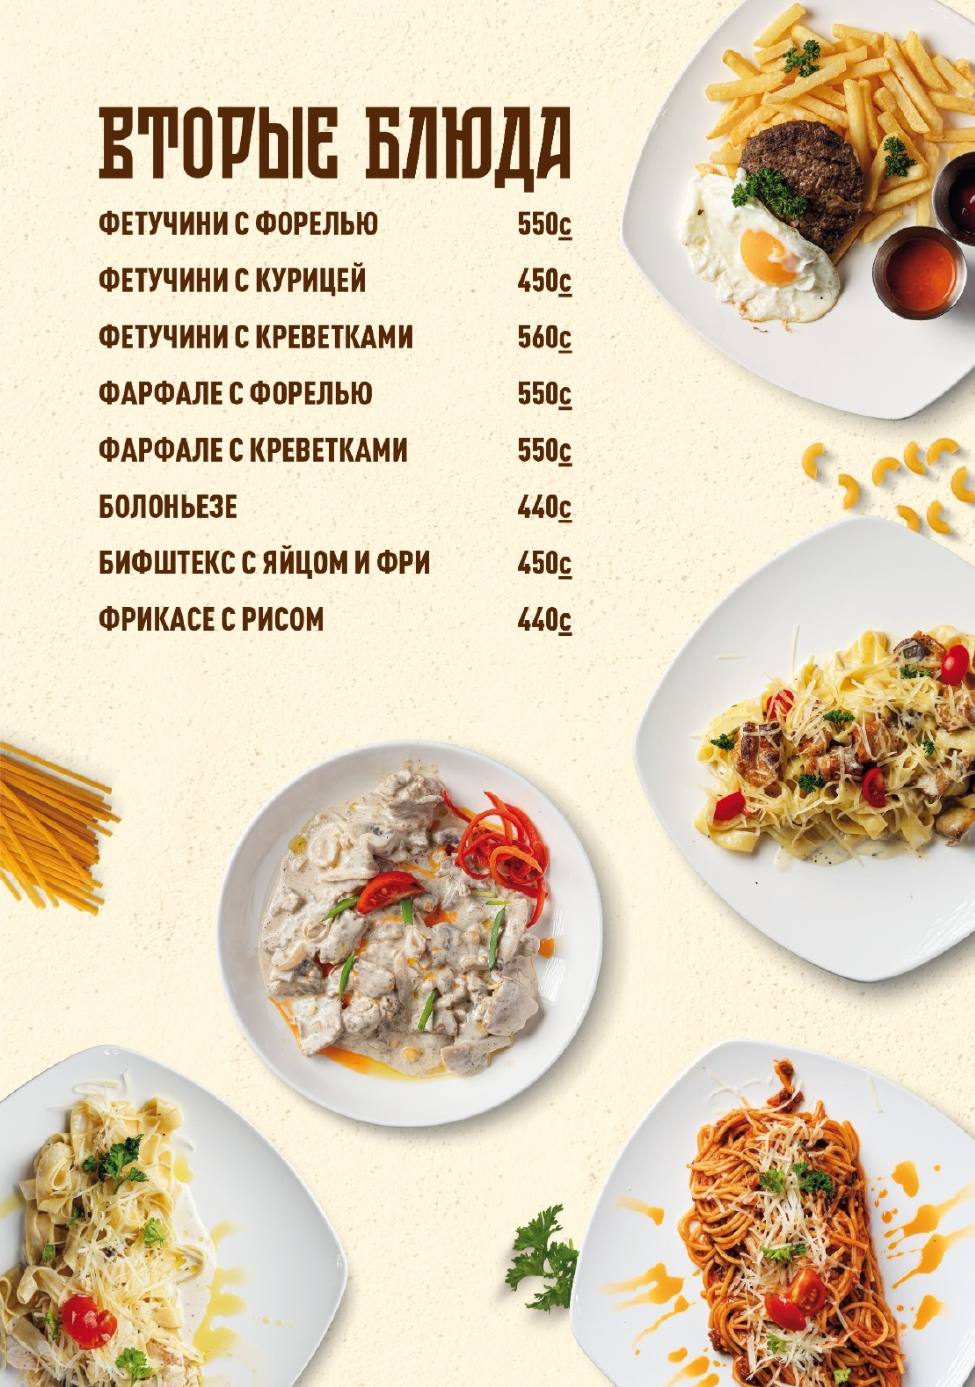 ВТОРЫЕ БЛЮДА
ФЕТУЧИНИ С ФОРЕЛЬЮ 550с
ФЕТУЧИНИ С КУРИЦЕЙ 450с
ФЕТУЧИНИ С КРЕВЕТКАМИ 560с
ФАРФАЛЕ С ФОРЕЛЬЮ 550с
ФАРФАЛЕ С КРЕВЕТКАМИ 550с
БОЛОНЬЕЗЕ 440с
БИФШТЕКС С ЯЙЦОМ И ФРИ 450с
ФРИКАСЕ С РИСОМ 440с